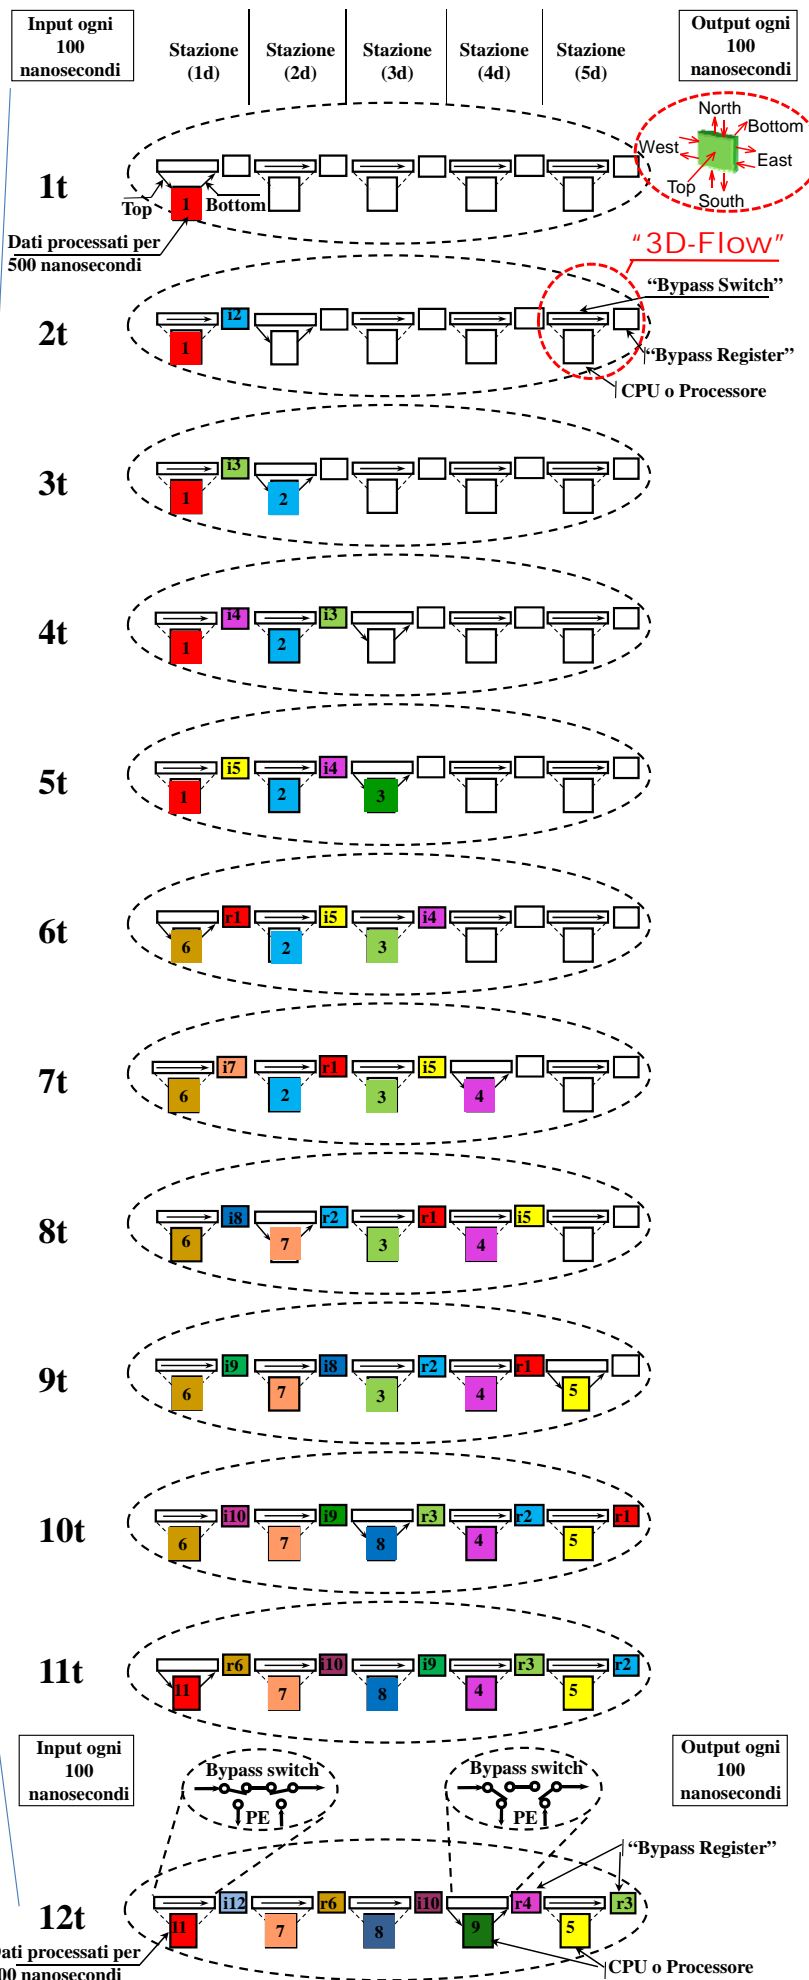 Input ogni
100
nanosecondi
Stazione
(1d)
Stazione
(2d)
Stazione
(3d)
Stazione
(4d)
Stazione
(5d)
Output ogni
100
nanosecondi
North
Bottom
West
East
Top
South
1t
Top
1
Bottom
Dati processati per
500 nanosecondi
"3D-Flow"
"Bypass Switch"
2t
i2
1
"Bypass Register"
CPU o Processore
3t
i3
1
2
4t
i4
i3
1
2
5t
i5
i4
1
2
3
6t
r1
i5
i4
6
2
3
7t
i7
r1
i5
6
2
3
4
8t
i8
r2
r1
i5
6
7
3
4
9t
i9
i8
r2
r1
6
7
3
4
5
10t
i10
i9
r3
r2
r1
6
7
8
4
5
11t
r6
i10
i9
r3
r2
11
7
8
4
5
Input ogni
100
nanosecondi
Bypass switch
PE
Bypass switch
PE
Output ogni
100
nanosecondi
"Bypass Register"
12t
i12
r6
i10
r4
r3
11
7
8
9
5
Dati processati per
00 nanosecondi
CPU o Processore